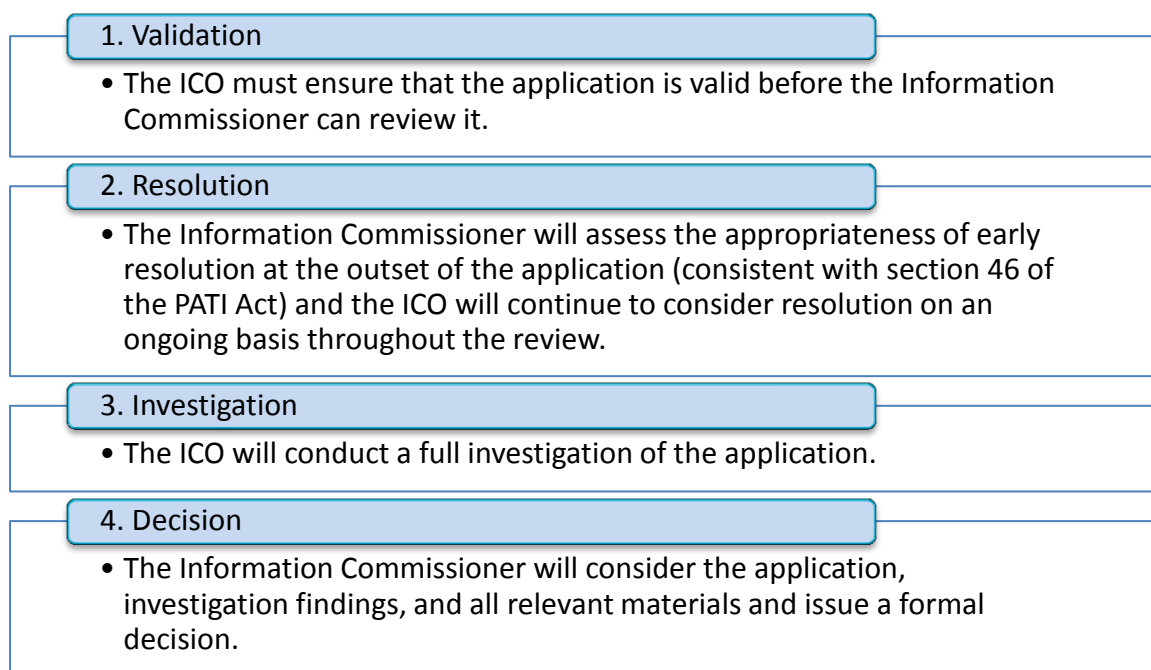 1. Validation
• The ICO must ensure that the application is valid before the Information
Commissioner can review it.
2. Resolution
• The Information Commissioner will assess the appropriateness of early
resolution at the outset of the application (consistent with section 46 of
the PATI Act) and the ICO will continue to consider resolution on an
ongoing basis throughout the review.
3. Investigation
• The ICO will conduct a full investigation of the application.
4. Decision
• The Information Commissioner will consider the application,
investigation findings, and all relevant materials and issue a formal
decision.